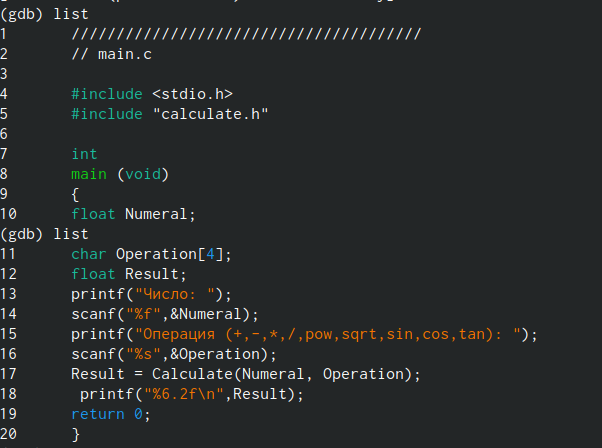 (gdb) list
1 ////////////////////////////////////////
2 // main.c
3
4 #include <stdio.h>
5 #include "calculate.h"
6
7 int
8 main (void)
9 {
10 float Numeral;
(gdb) list
11 char Operation[4];
12 float Result;
13 printf("Число: ");
14 scanf("%f",&Numeral);
15 printf("Операция (+,-,*,/,pow,sqrt,sin,cos,tan): ");
16 scanf("%s",&Operation);
17 Result = Calculate(Numeral, Operation);
18 printf("%6.2f\n",Result);
19 return 0;
20 }